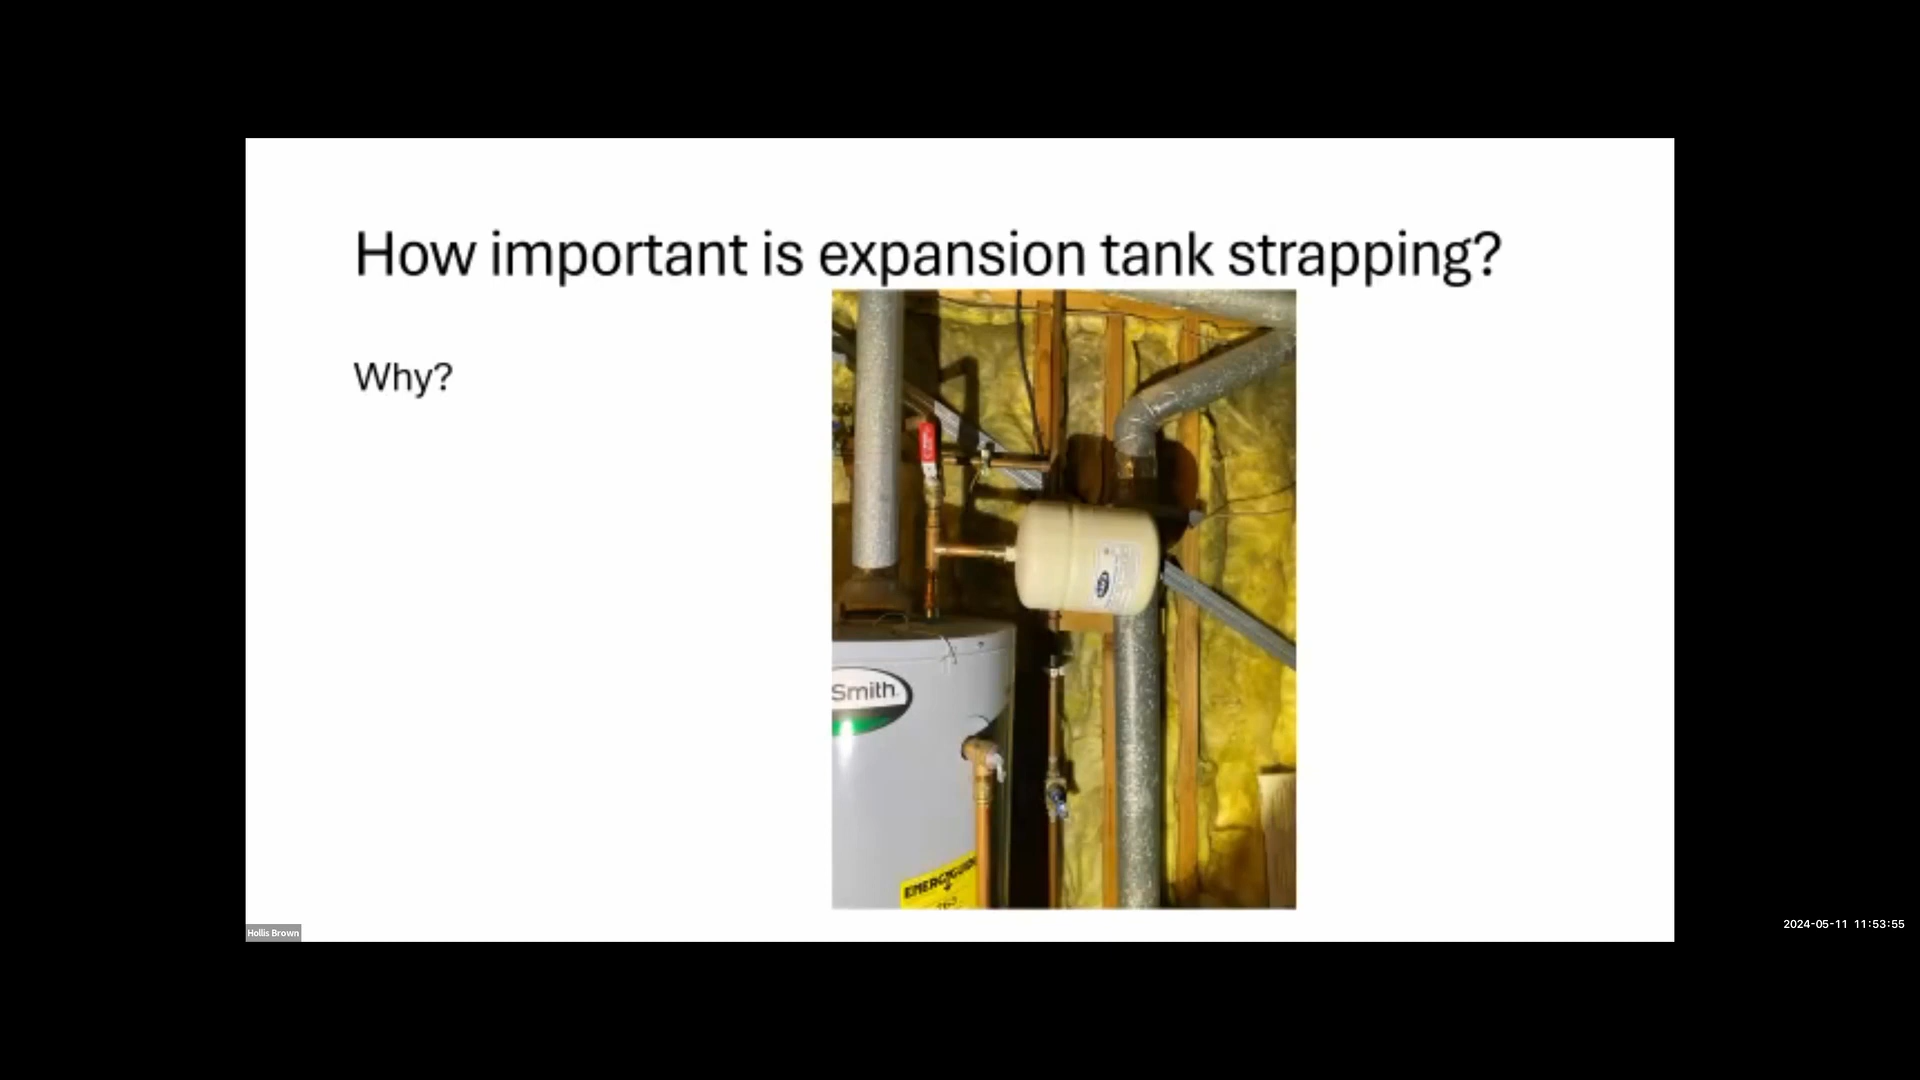 How important is expansion tank strapping?
Why?
Smith
ENERGYGUIDE
Hollis Brown
2024-05-11 11:53:55